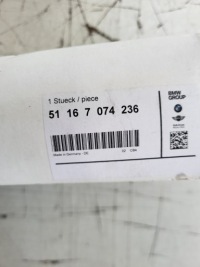 1 Stueck / piece
BMW
GROUP
51 16 7 074 236
Made in Germany